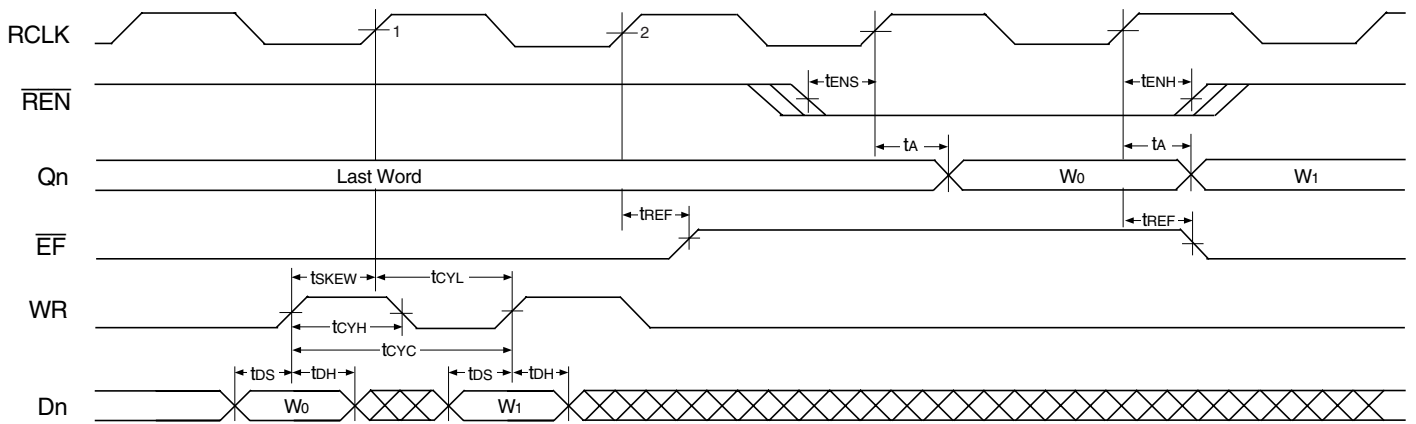 RCLK 1 2
REN tENS tENH
tA tA
Qn Last Word W0 W1
tREF tREF
EF
tSKEW tCYL
WR
tCYH
tCYC
tDS tDH tDS tDH
Dn W0 W1